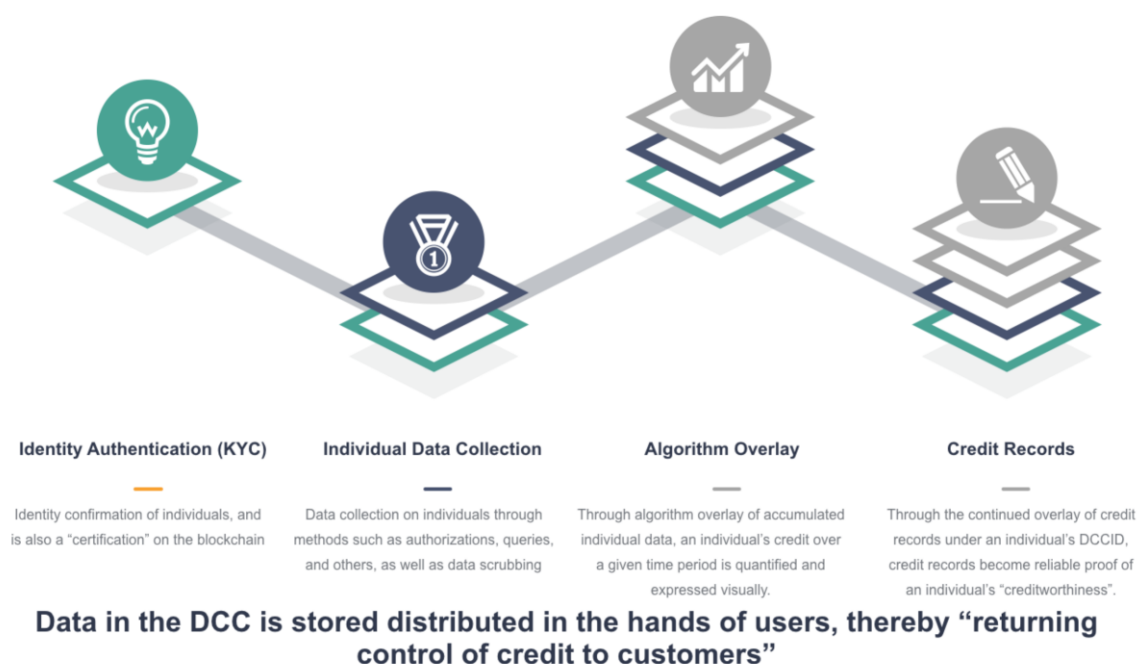 1
Identity Authentication (KYC)
Identity confirmation of individuals, and
is also a “certification” on the blockchain
Individual Data Collection
Data collection on individuals through
methods such as authorizations, queries,
and others, as well as data scrubbing
Algorithm Overlay
Through algorithm overlay of accumulated
individual data, an individual’s credit over
a given time period is quantified and
expressed visually.
Credit Records
Through the continued overlay of credit
records under an individual’s DCCID,
credit records become reliable proof of
an individual’s “creditworthiness”.
Data in the DCC is stored distributed in the hands of users, thereby “returning
control of credit to customers”